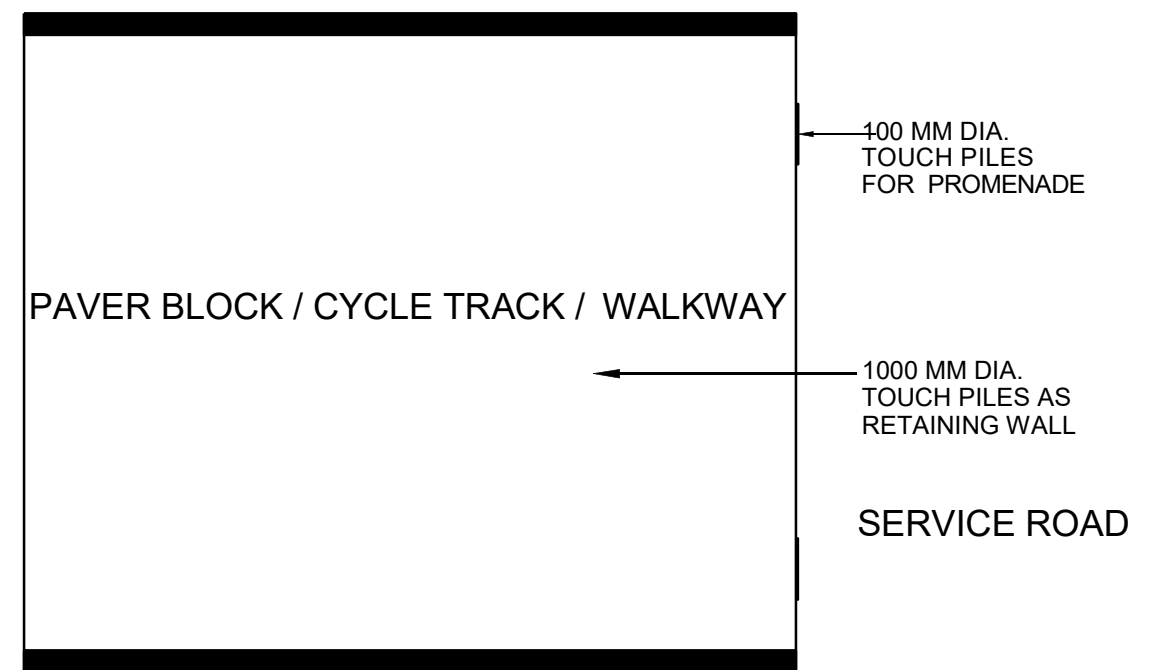 100 MM DIA.
TOUCH PILES
FOR PROMENADE
PAVER BLOCK / CYCLE TRACK / WALKWAY
1000 MM DIA.
TOUCH PILES AS
RETAINING WALL
SERVICE ROAD